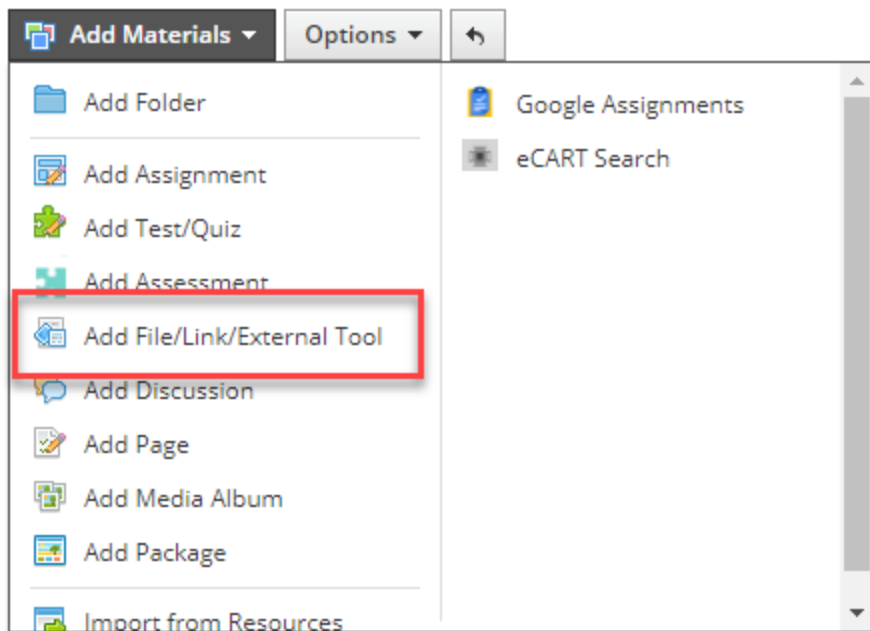 Add Materials
Options
Add Folder
Add Assignment
Add Test/Quiz
Add Assessment
Add File/Link/External Tool
Add Discussion
Add Page
Add Media Album
Add Package
Import from Resources
Google Assignments
eCART Search